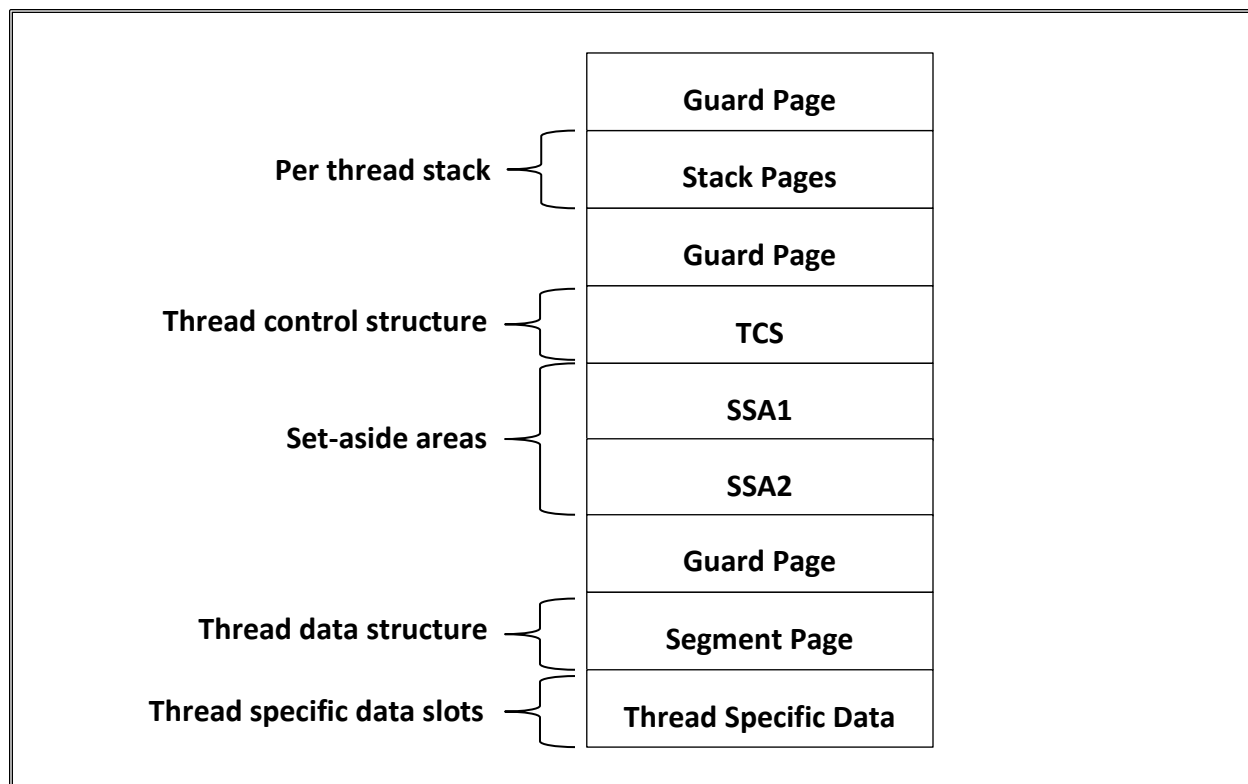 Guard Page
Per thread stack
Stack Pages
Guard Page
Thread control structure
TCS
SSA1
Set-aside areas
SSA2
Guard Page
Thread data structure
Segment Page
Thread specific data slots
Thread Specific Data